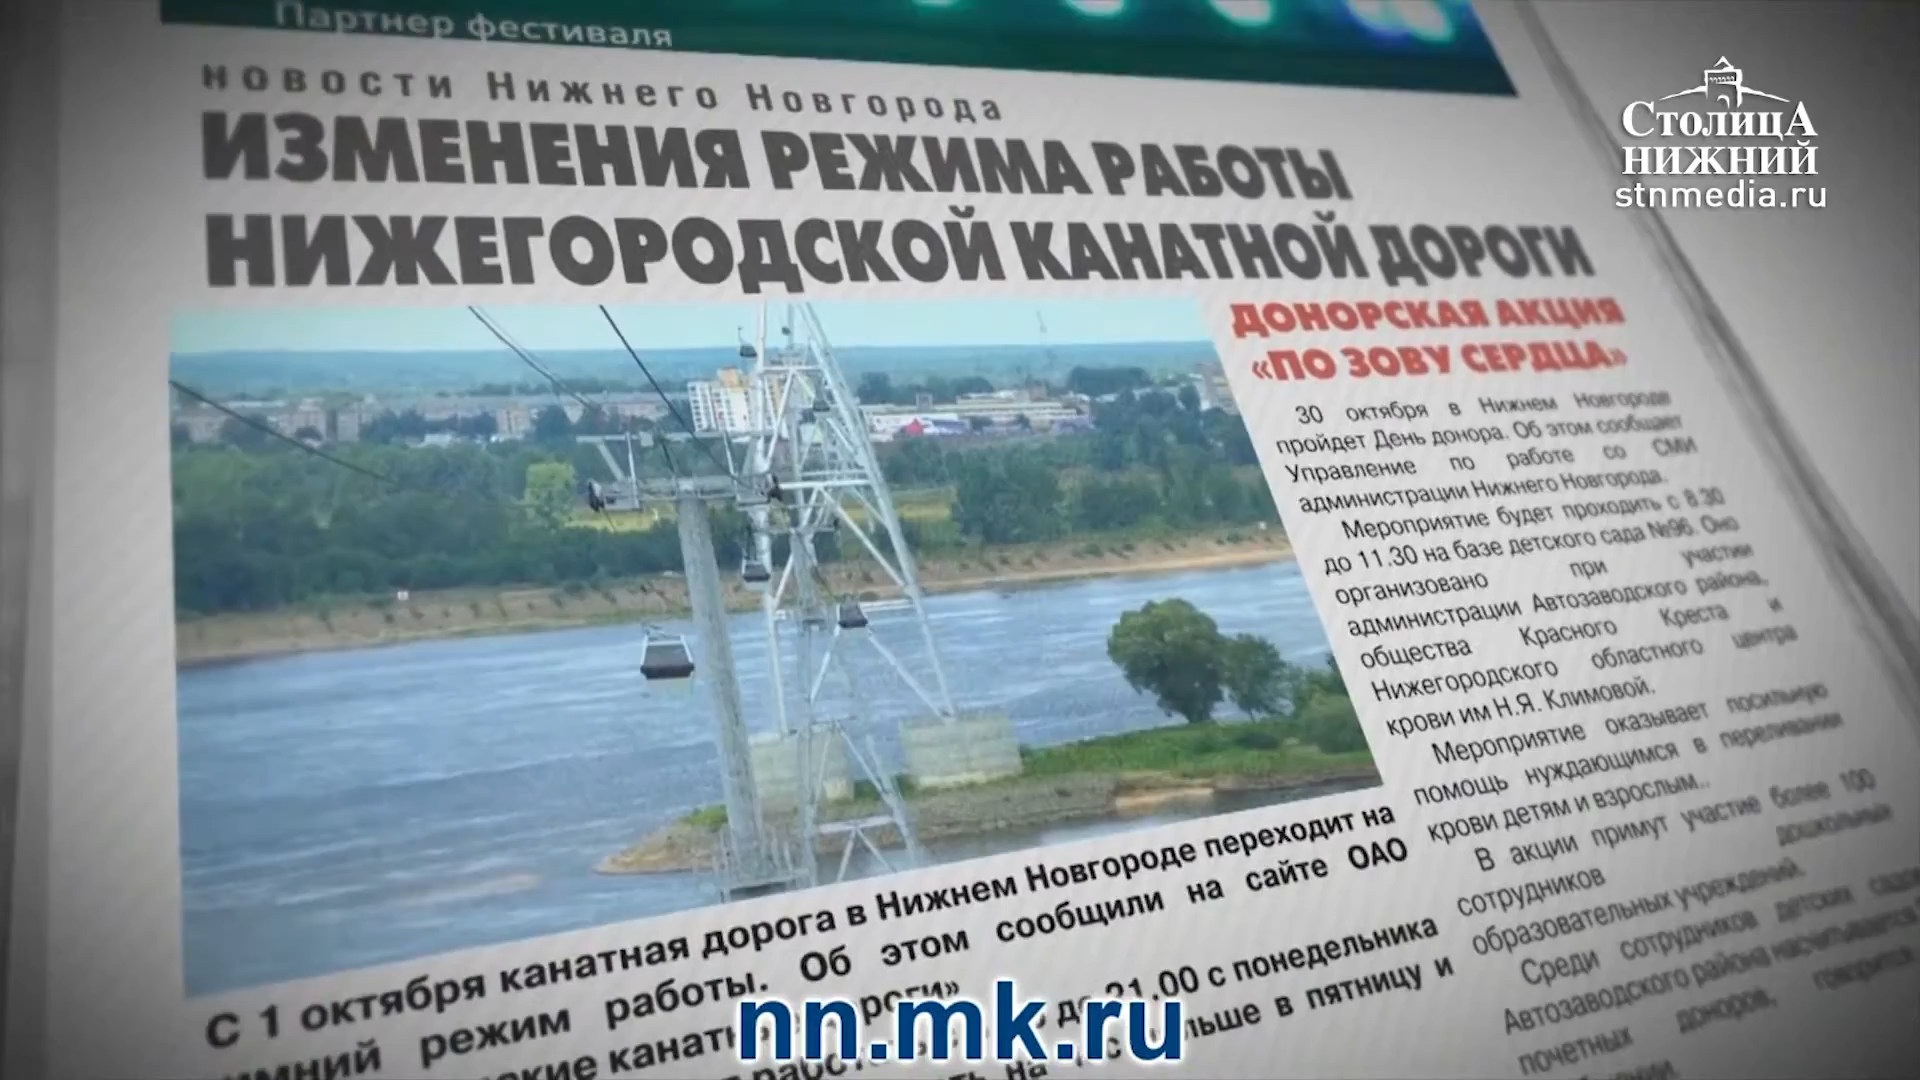 Партнер фестиваля
новости Нижнего Новгорода
ИЗМЕНЕНИЯ РЕЖИМА РАБОТЫ
НИЖЕГОРОДСКОЙ КАНАТНОЙ ДОРОГИ
СТОЛИЦА
НИЖНИЙ
stnmedia.ru
ДОНОРСКАЯ АКЦИЯ
«ПО ЗОВУ СЕРДЦА»
30 октября в Нижнем Новгороде
пройдет День донора. Об этом сообщает
Управление по работе со СМИ
администрации Нижнего Новгорода.
Мероприятие будет проходить с 8.30
до 11.30 на базе детского сада №96. Оно
организовано при участии
администрации Автозаводского района,
общества Красного Креста и
Нижегородского областного центра
крови им Н.Я. Климовой.
Мероприятие оказывает посильную
помощь нуждающимся в переливании
крови детям и взрослым..
В акции примут участие более 100
сотрудников дошкольных
образовательных учреждений.
Среди сотрудников детских садов
Автозаводского района насчитывается
почетных доноров,
С 1 октября канатная дорога в Нижнем Новгороде переходит на
зимний режим работы. Об этом сообщили на сайте ОАО
канатные дороги»
до 21.00 с понедельника
в пятницу и
nn.mk.ru